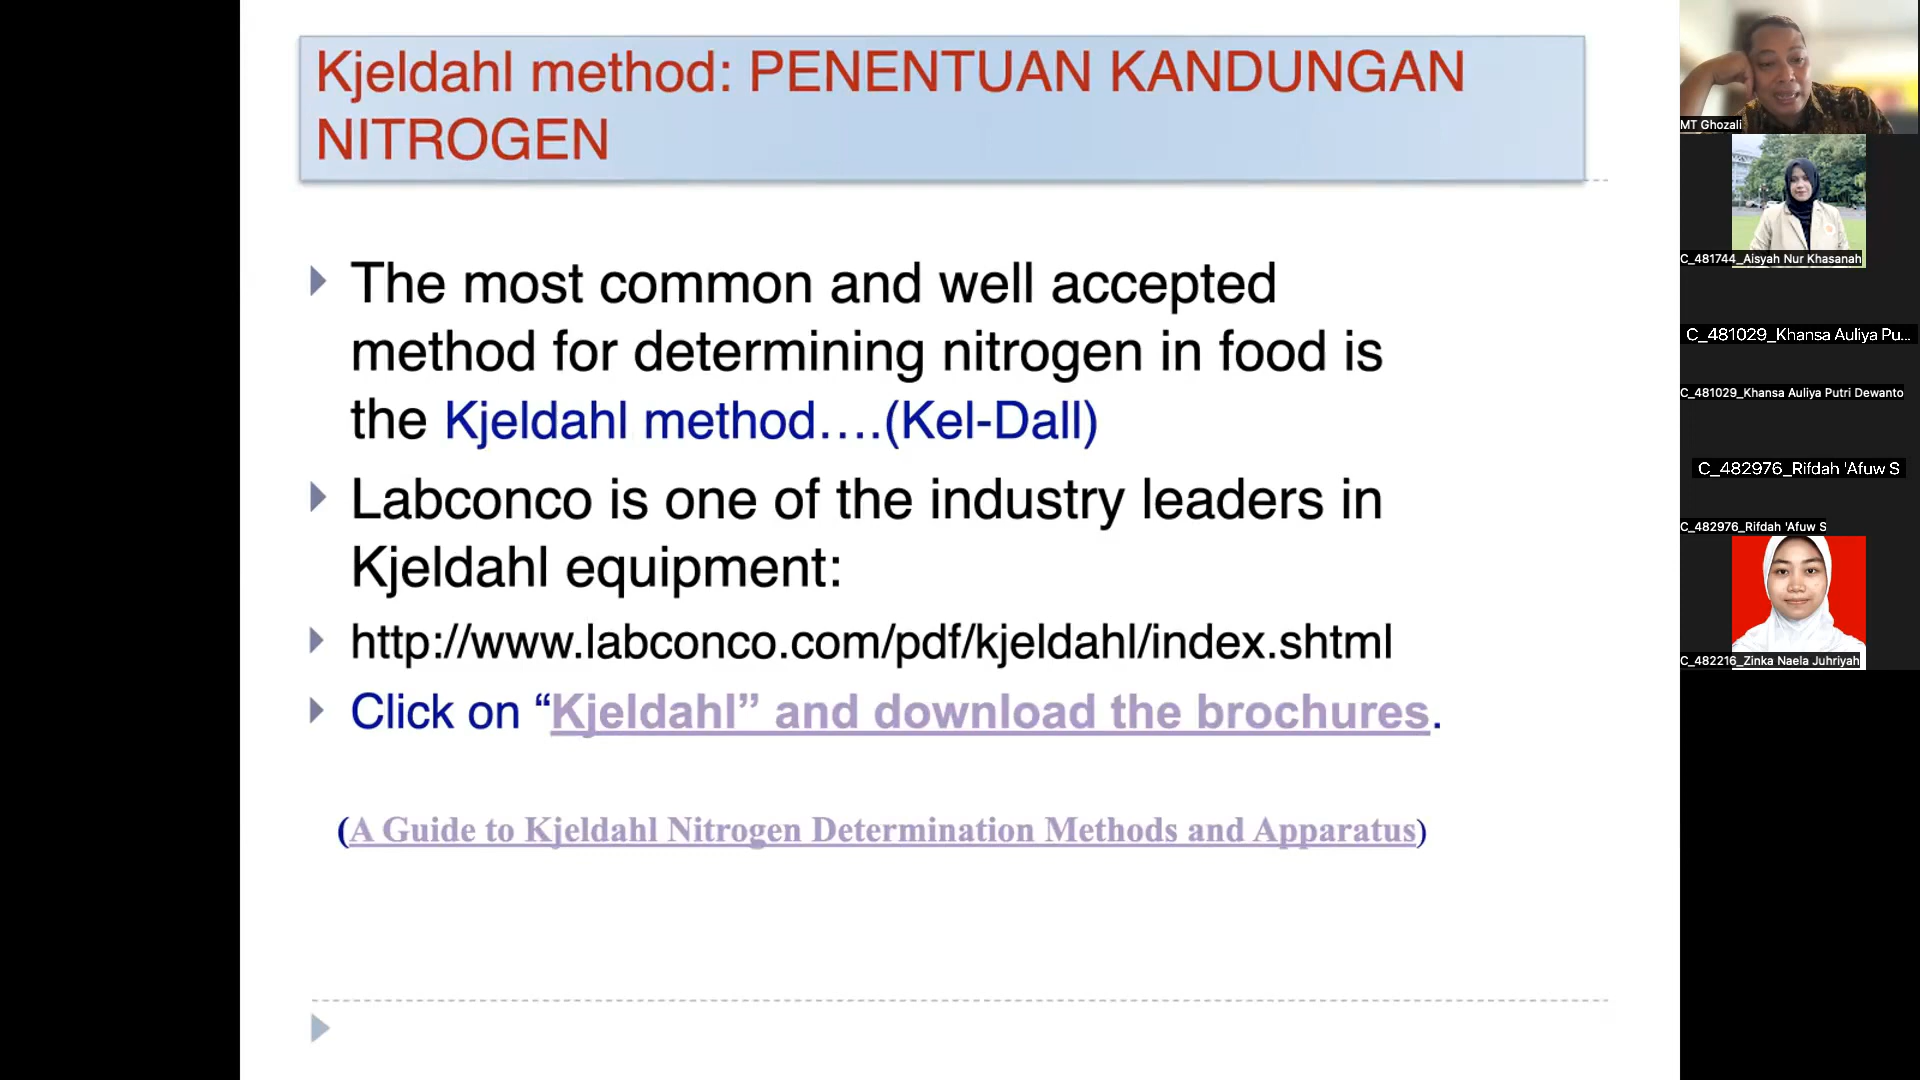 Kjeldahl method: PENENTUAN KANDUNGAN
NITROGEN
The most common and well accepted
method for determining nitrogen in food is
the Kjeldahl method….(Kel-Dall)
Labconco is one of the industry leaders in
Kjeldahl equipment:
http://www.labconco.com/pdf/kjeldahl/index.shtml
Click on “Kjeldahl” and download the brochures.
(A Guide to Kjeldahl Nitrogen Determination Methods and Apparatus)
MT Ghozali
C_481744_Aisyah Nur Khasanah
C_481029_Khansa Auliya Pu...
C_481029_Khansa Auliya Putri Dewanto
C_482976_Rifdah 'Afuw S
C_482976_Rifdah 'Afuw S
C_482216_Zinka Naela Juhriyah